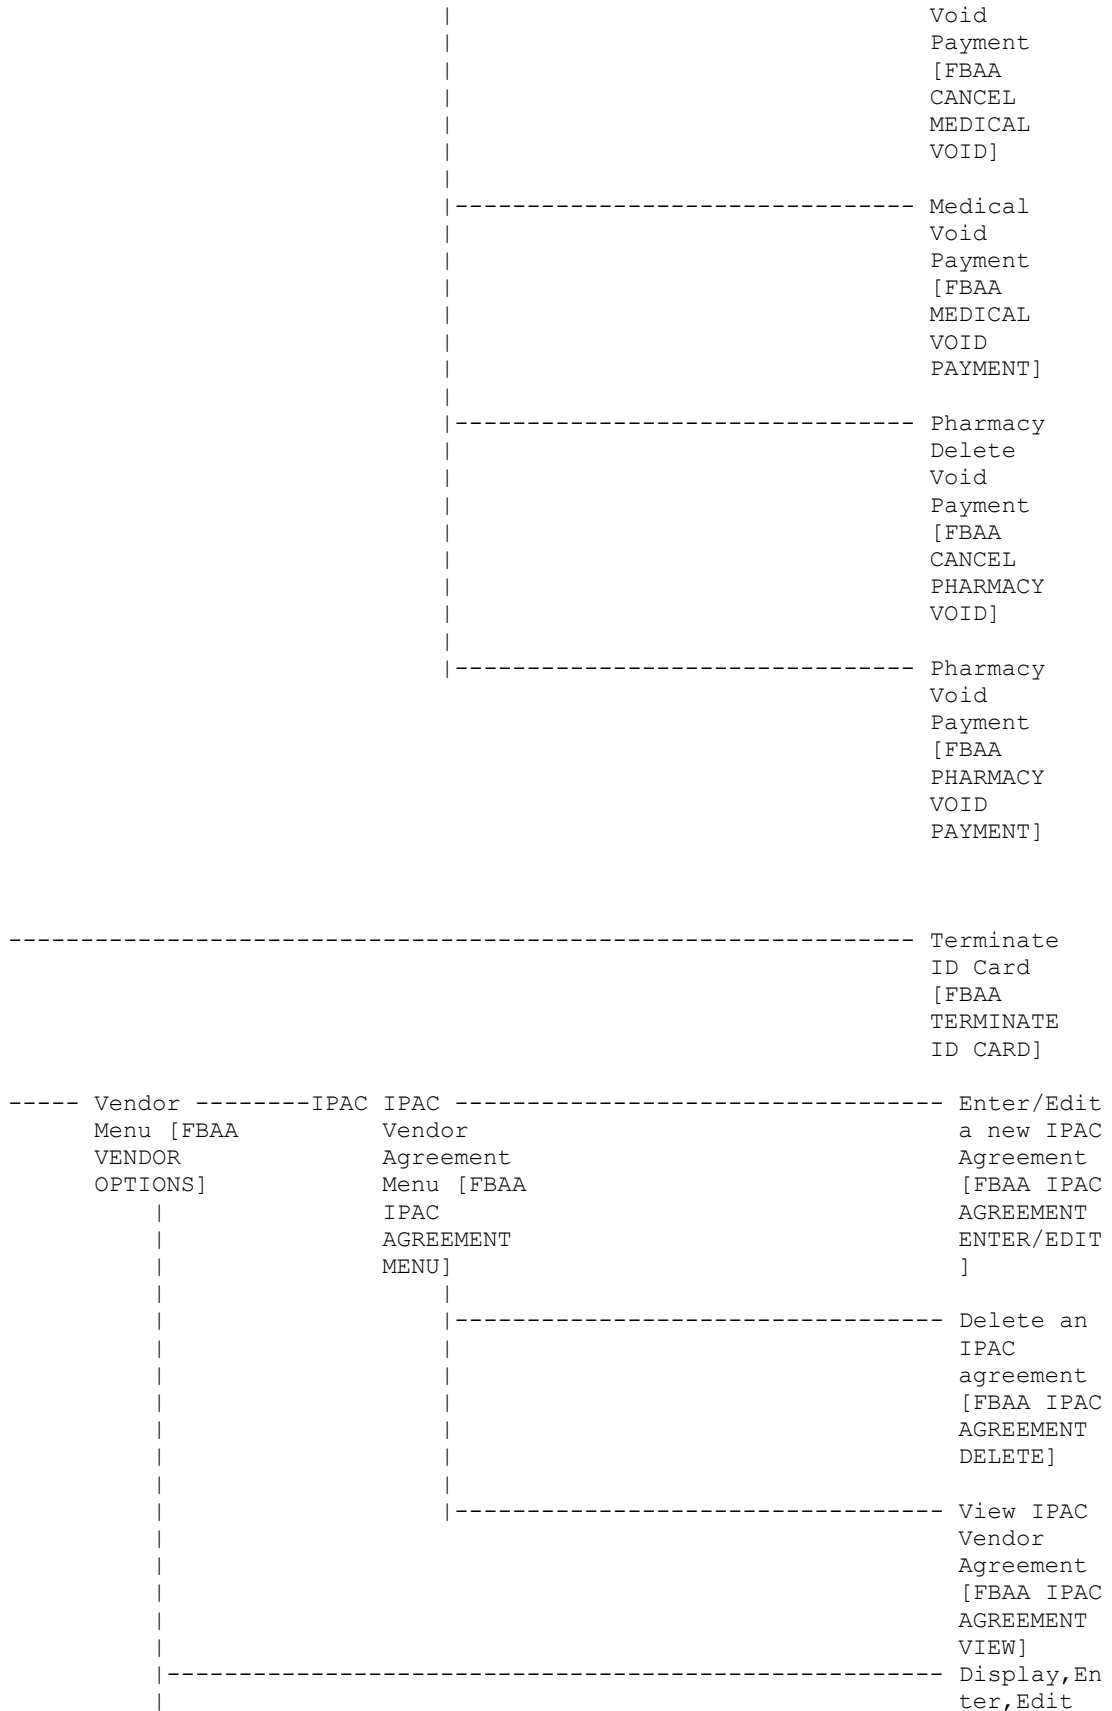 Void
Payment
[FBAA
CANCEL
MEDICAL
VOID]
|------------------------------- Medical
Void
Payment
[FBAA
MEDICAL
VOID
PAYMENT]
|------------------------------- Pharmacy
Delete
Void
Payment
[FBAA
CANCEL
PHARMACY
VOID]
|------------------------------- Pharmacy
Void
Payment
[FBAA
PHARMACY
VOID
PAYMENT]
--------------------------------------------------------------- Terminate
ID Card
[FBAA
TERMINATE
ID CARD]
----- Vendor --------IPAC IPAC ---------------------------------- Enter/Edit
Menu [FBAA Vendor a new IPAC
VENDOR Agreement Agreement
OPTIONS] Menu [FBAA [FBAA IPAC
| IPAC AGREEMENT
| AGREEMENT ENTER/EDIT
| MENU] ]
| |
| |---------------------------------- Delete an
| | IPAC
| | agreement
| | [FBAA IPAC
| | AGREEMENT
| | DELETE]
| |
| |---------------------------------- View IPAC
| Vendor
| Agreement
| [FBAA IPAC
| AGREEMENT
| VIEW]
|------------------------------------------------------ Display,En
| ter,Edit